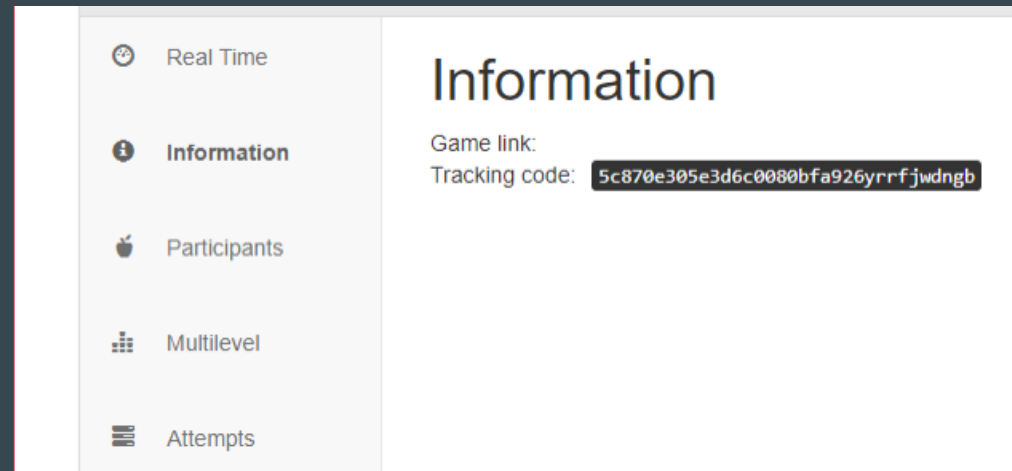 Real Time
Information
Participants
Multilevel
Attempts
Information
Game link:
Tracking code: 5c870e305e3d6c0080bfa926yrrfjwdngb